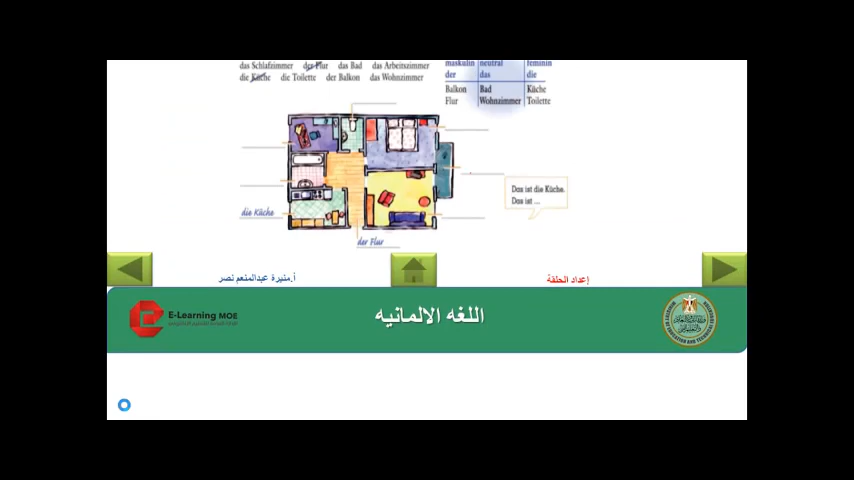 das Schlafzimmer der Flur das Bad das Arbeitszimmer
die Küche die Toilette der Balkon das Wohnzimmer
maskulin neutral feminin
der das die
Balkon Bad Küche
Flur Wohnzimmer Toilette
Das ist die Küche.
Das ist ...
die Küche
der Flur
أ.منيرة عبدالمنعم نصر
إعداد الحلقة
E-Learning MOE
اللغه الالمانيه